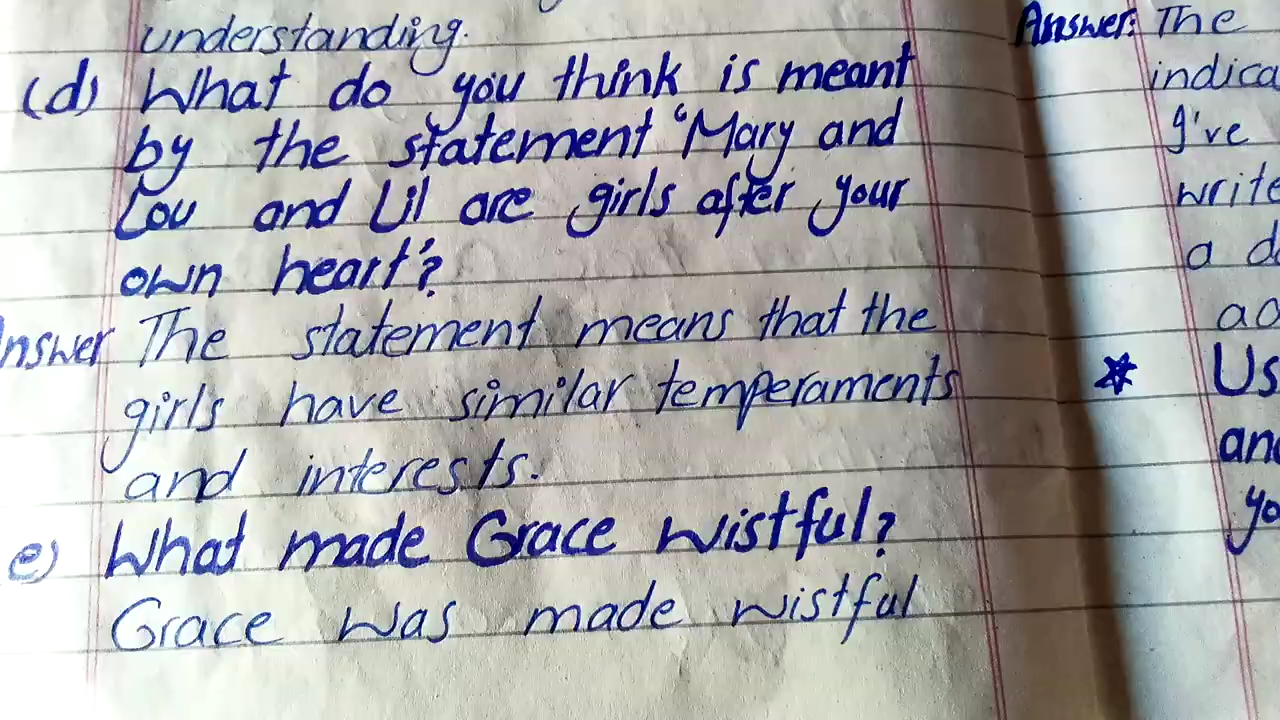 understanding.
(d) What do you think is meant
by the statement "Mary and
Lou and Lil are girls after your
own heart"?
Answer The statement means that the
girls have similar temperaments
and interests.
e) What made Grace wistful?
Grace was made wistful
Answer: The
indica
give
write
a
Us
and
yo